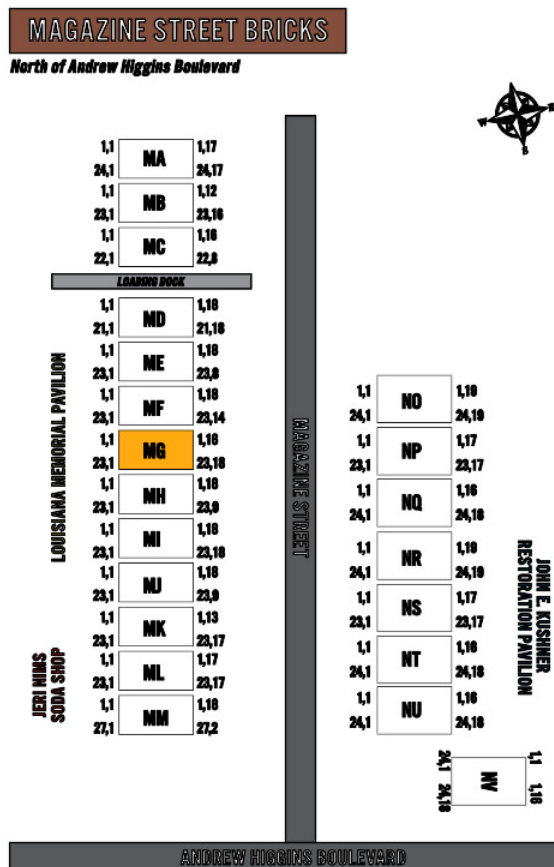 MAGAZINE STREET BRICKS
North of Andrew Higgins Boulevard
W
S
1,1 MA 1,17
24,1 24,17
1,1 MB 1,12
23,1 23,16
1,1 MC 1,16
22,1 22,8
LOADING DOCK
1,1 MD 1,18
21,1 21,18
1,1 ME 1,18
23,1 23,8
1,1 MF 1,18
23,1 23,14
1,1 MG 1,16
23,1 23,18
1,1 MH 1,18
23,1 23,9
1,1 MI 1,18
23,1 23,18
1,1 MJ 1,18
23,1 23,9
1,1 MK 1,13
23,1 23,17
1,1 ML 1,17
23,1 23,17
1,1 MM 1,18
27,1 27,2
LOUISIANA MEMORIAL PAVILION
JERI NIMS
SODA SHOP
MAGAZINE STREET
1,1 NO 1,19
24,1 24,19
1,1 NP 1,17
23,1 23,17
1,1 NQ 1,16
24,1 24,18
1,1 NR 1,19
24,1 24,19
1,1 NS 1,17
23,1 23,17
1,1 NT 1,16
24,1 24,18
1,1 NU 1,16
24,1 24,18
JOHN E. KUSHNER
RESTORATION PAVILION
24,1 NV 1,1
24,18 1,16
ANDREW HIGGINS BOULEVARD